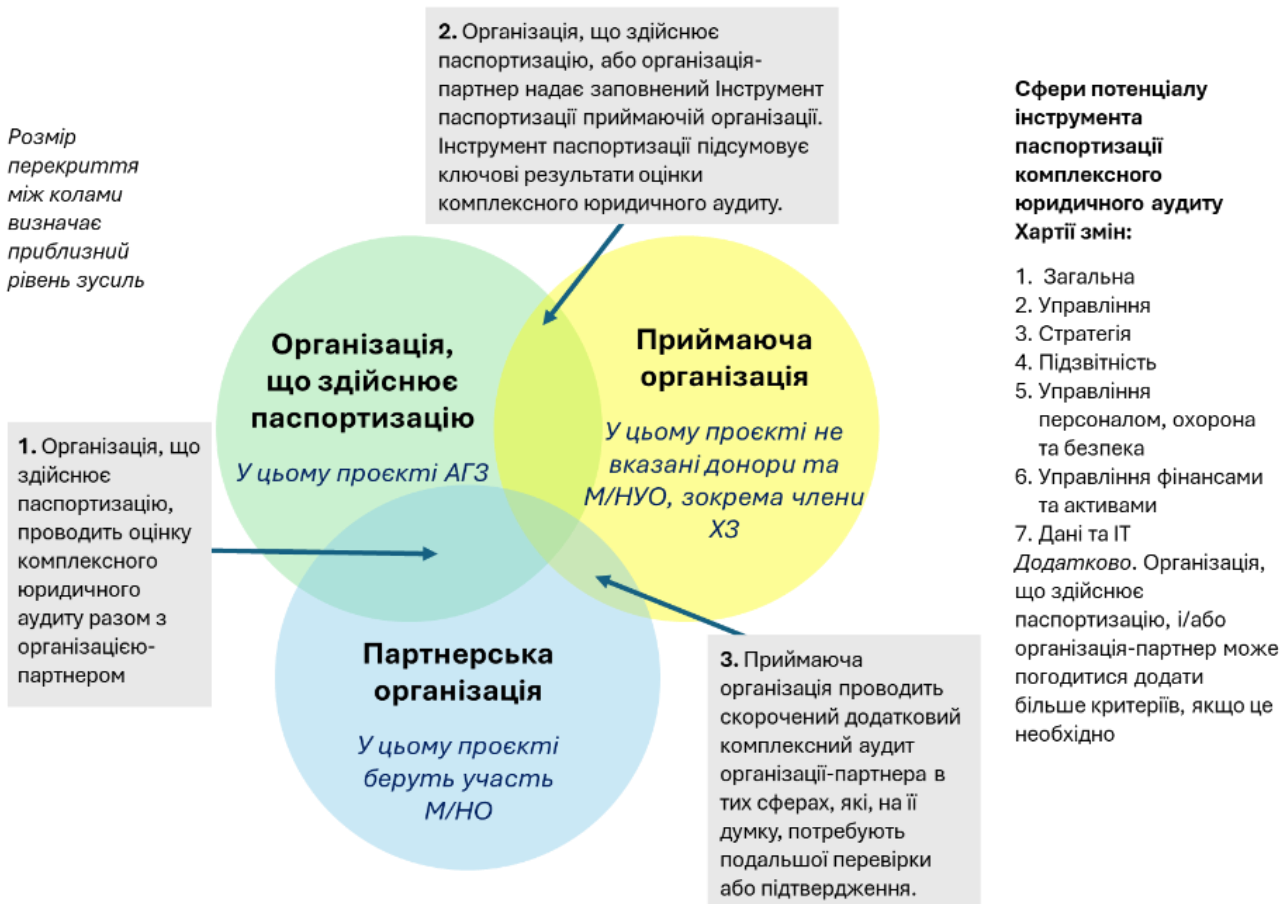 2. Організація, що здійснює
паспортизацію, або організація-
партнер надає заповнений Інструмент
паспортизації приймаючій організації.
Інструмент паспортизації підсумовує
ключові результати оцінки
комплексного юридичного аудиту.
Розмір
перекриття
між колами
визначає
приблизний
рівень зусиль
Організація,
що здійснює
паспортизацію
У цьому проєкті АГЗ
Приймаюча
організація
У цьому проєкті не
вказані донори та
М/НУО, зокрема члени
ХЗ
1. Організація, що
здійснює
паспортизацію,
проводить оцінку
комплексного
юридичного
аудиту разом з
організацією-
партнером
Партнерська
організація
У цьому проєкті
беруть участь
М/НО
3. Приймаюча
організація проводить
скорочений додатковий
комплексний аудит
організації-партнера в
тих сферах, які, на її
думку, потребують
подальшої перевірки
або підтвердження.
Сфери потенціалу
інструмента
паспортизації
комплексного
юридичного аудиту
Хартії змін:
1. Загальна
2. Управління
3. Стратегія
4. Підзвітність
5. Управління
персоналом, охорона
та безпека
6. Управління фінансами
та активами
7. Дані та ІТ
Додатково. Організація,
що здійснює
паспортизацію, і/або
організація-партнер може
погодитися додати
більше критеріїв, якщо це
необхідно